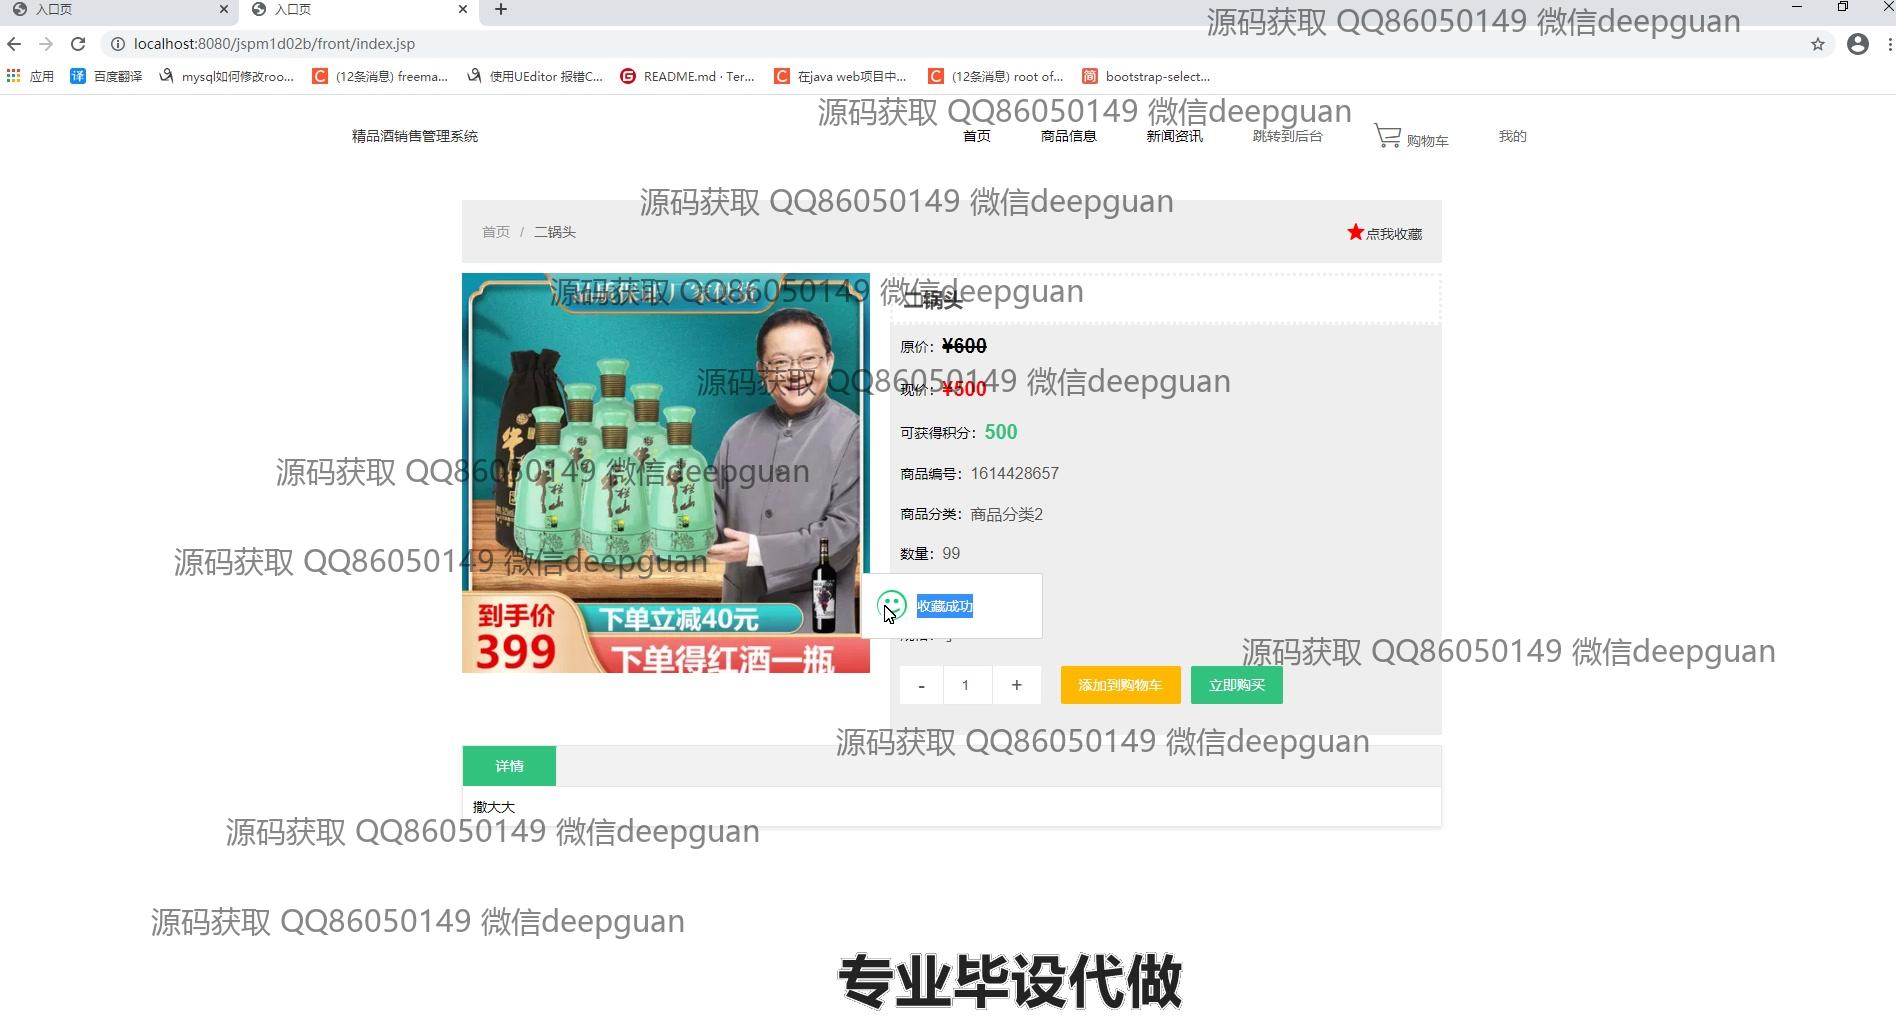 入口页
入口页
源码获取 QQ86050149 微信deepguan
localhost:8080/jspm1d02b/front/index.jsp
应用 百度翻译 mysql如何修改roo... (12条消息) freema... 使用UEditor 报错C... README.md · Ter... 在java web项目中... (12条消息) root of... bootstrap-select...
源码获取 QQ86050149 微信deepguan
精品酒销售管理系统 首页 商品信息 新闻资讯 跳转到后台 购物车 我的
源码获取 QQ86050149 微信deepguan
首页 / 二锅头 点我收藏
源码获取 QQ86050149 微信deepguan
二锅头
原价: ¥600
源码获取 QQ86050149 微信deepguan
现价: ¥500
可获得积分: 500
源码获取 QQ86050149 微信deepguan
商品编号: 1614428657
商品分类: 商品分类2
数量: 99
源码获取 QQ86050149 微信deepguan
收藏成功
到手价
399
下单立减40元
下单得红酒一瓶
牛栏山
源码获取 QQ86050149 微信deepguan
- 1 + 添加到购物车 立即购买
源码获取 QQ86050149 微信deepguan
详情
撒大大
源码获取 QQ86050149 微信deepguan
源码获取 QQ86050149 微信deepguan
专业毕设代做